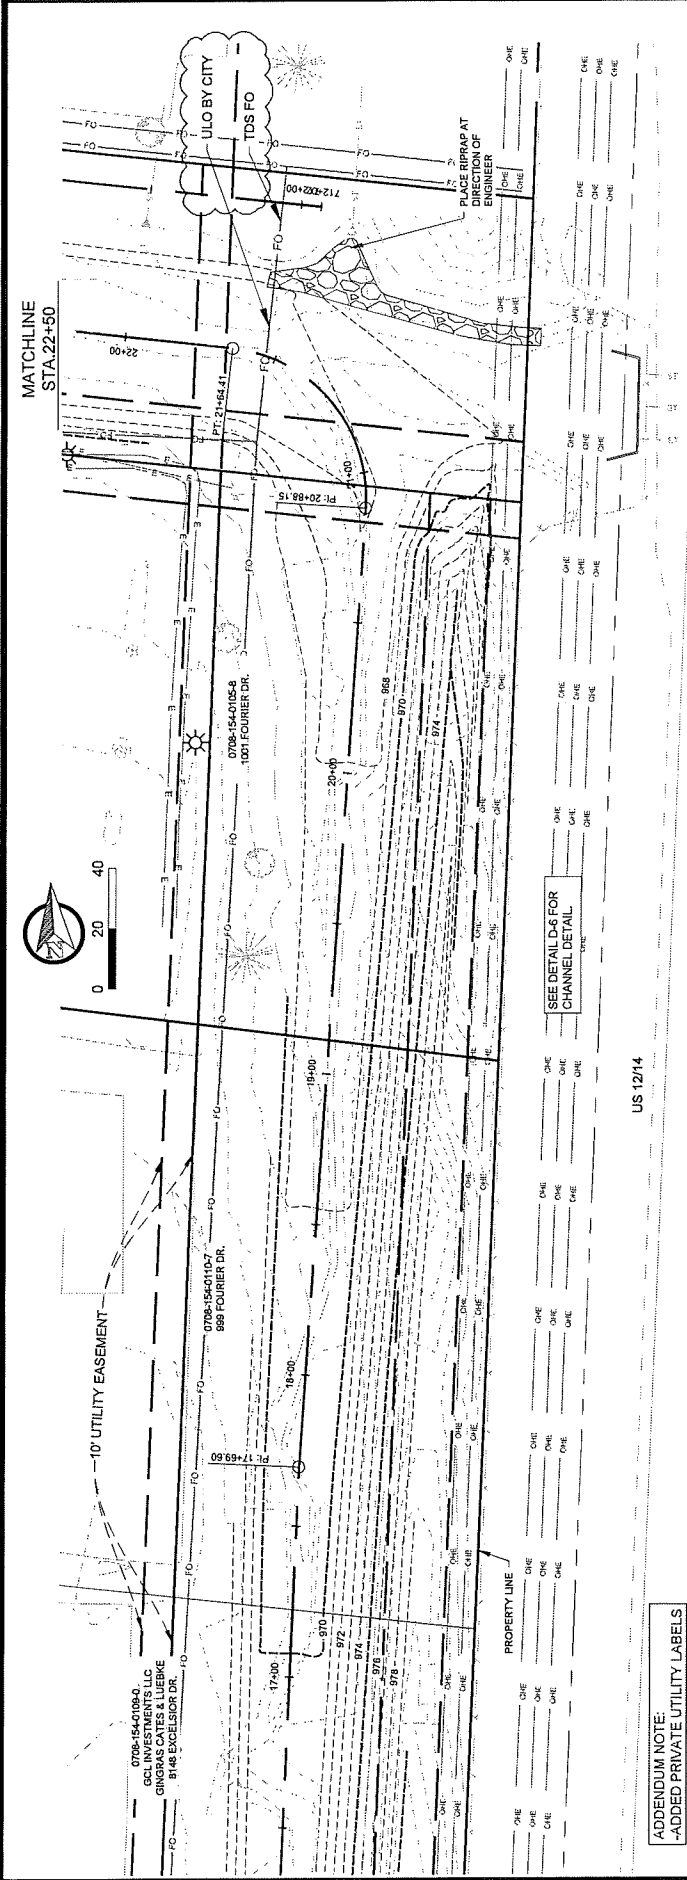 MATCHLINE
STA.22+50
ULO BY CITY
TDS FO
712+00
22+00
PT: 21+64.41
PLACE RIPRAP AT
DIRECTION OF
ENGINEER
21+00
PI: 20+88.15
0708-154-0105-8
1001 FOURIER DR.
968
970
974
20+00
0 20 40
SEE DETAIL D-6 FOR
CHANNEL DETAIL
US 12/14
19+00
10' UTILITY EASEMENT
0708-154-0110-7
999 FOURIER DR.
18+00
PI: 17+69.60
17+00
970
972
974
976
978
PROPERTY LINE
0708-154-0109-0
GCL INVESTMENTS LLC
GINGRAS CATES & LUEBKE
8148 EXCELSIOR DR.
FO
E
OHE
ADDENDUM NOTE:
-ADDED PRIVATE UTILITY LABELS